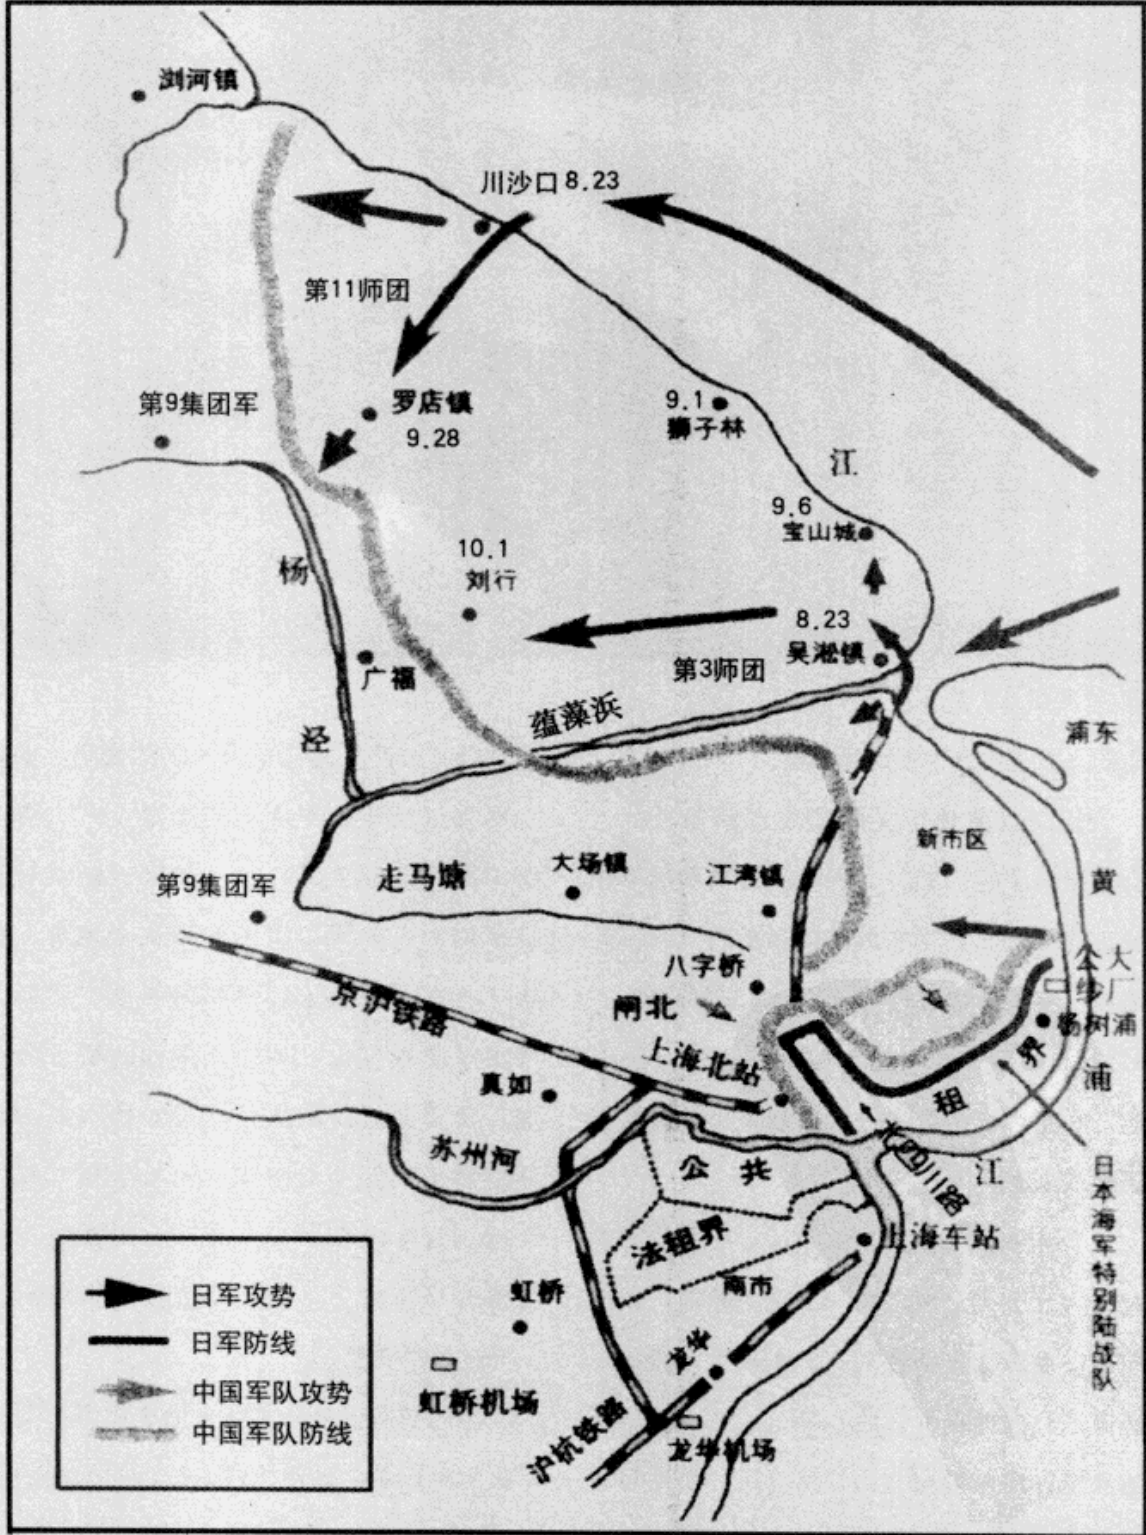 浏河镇
川沙口 8.23
第11师团
第9集团军
罗店镇
9.28
9.1
狮子林
江
9.6
宝山城
10.1
刘行
杨
8.23
吴淞镇
第3师团
广福
蕴藻浜
泾
浦东
新市区
走马塘
大场镇
江湾镇
第9集团军
黄
八字桥
公大
纱厂
闸北
京沪铁路
杨树浦
上海北站
界
浦
真如
租
苏州河
北四川路
江
公共
日本海军特别陆战队
法租界
上海车站
南市
虹桥
龙华
虹桥机场
沪杭铁路
龙华机场
日军攻势
日军防线
中国军队攻势
中国军队防线